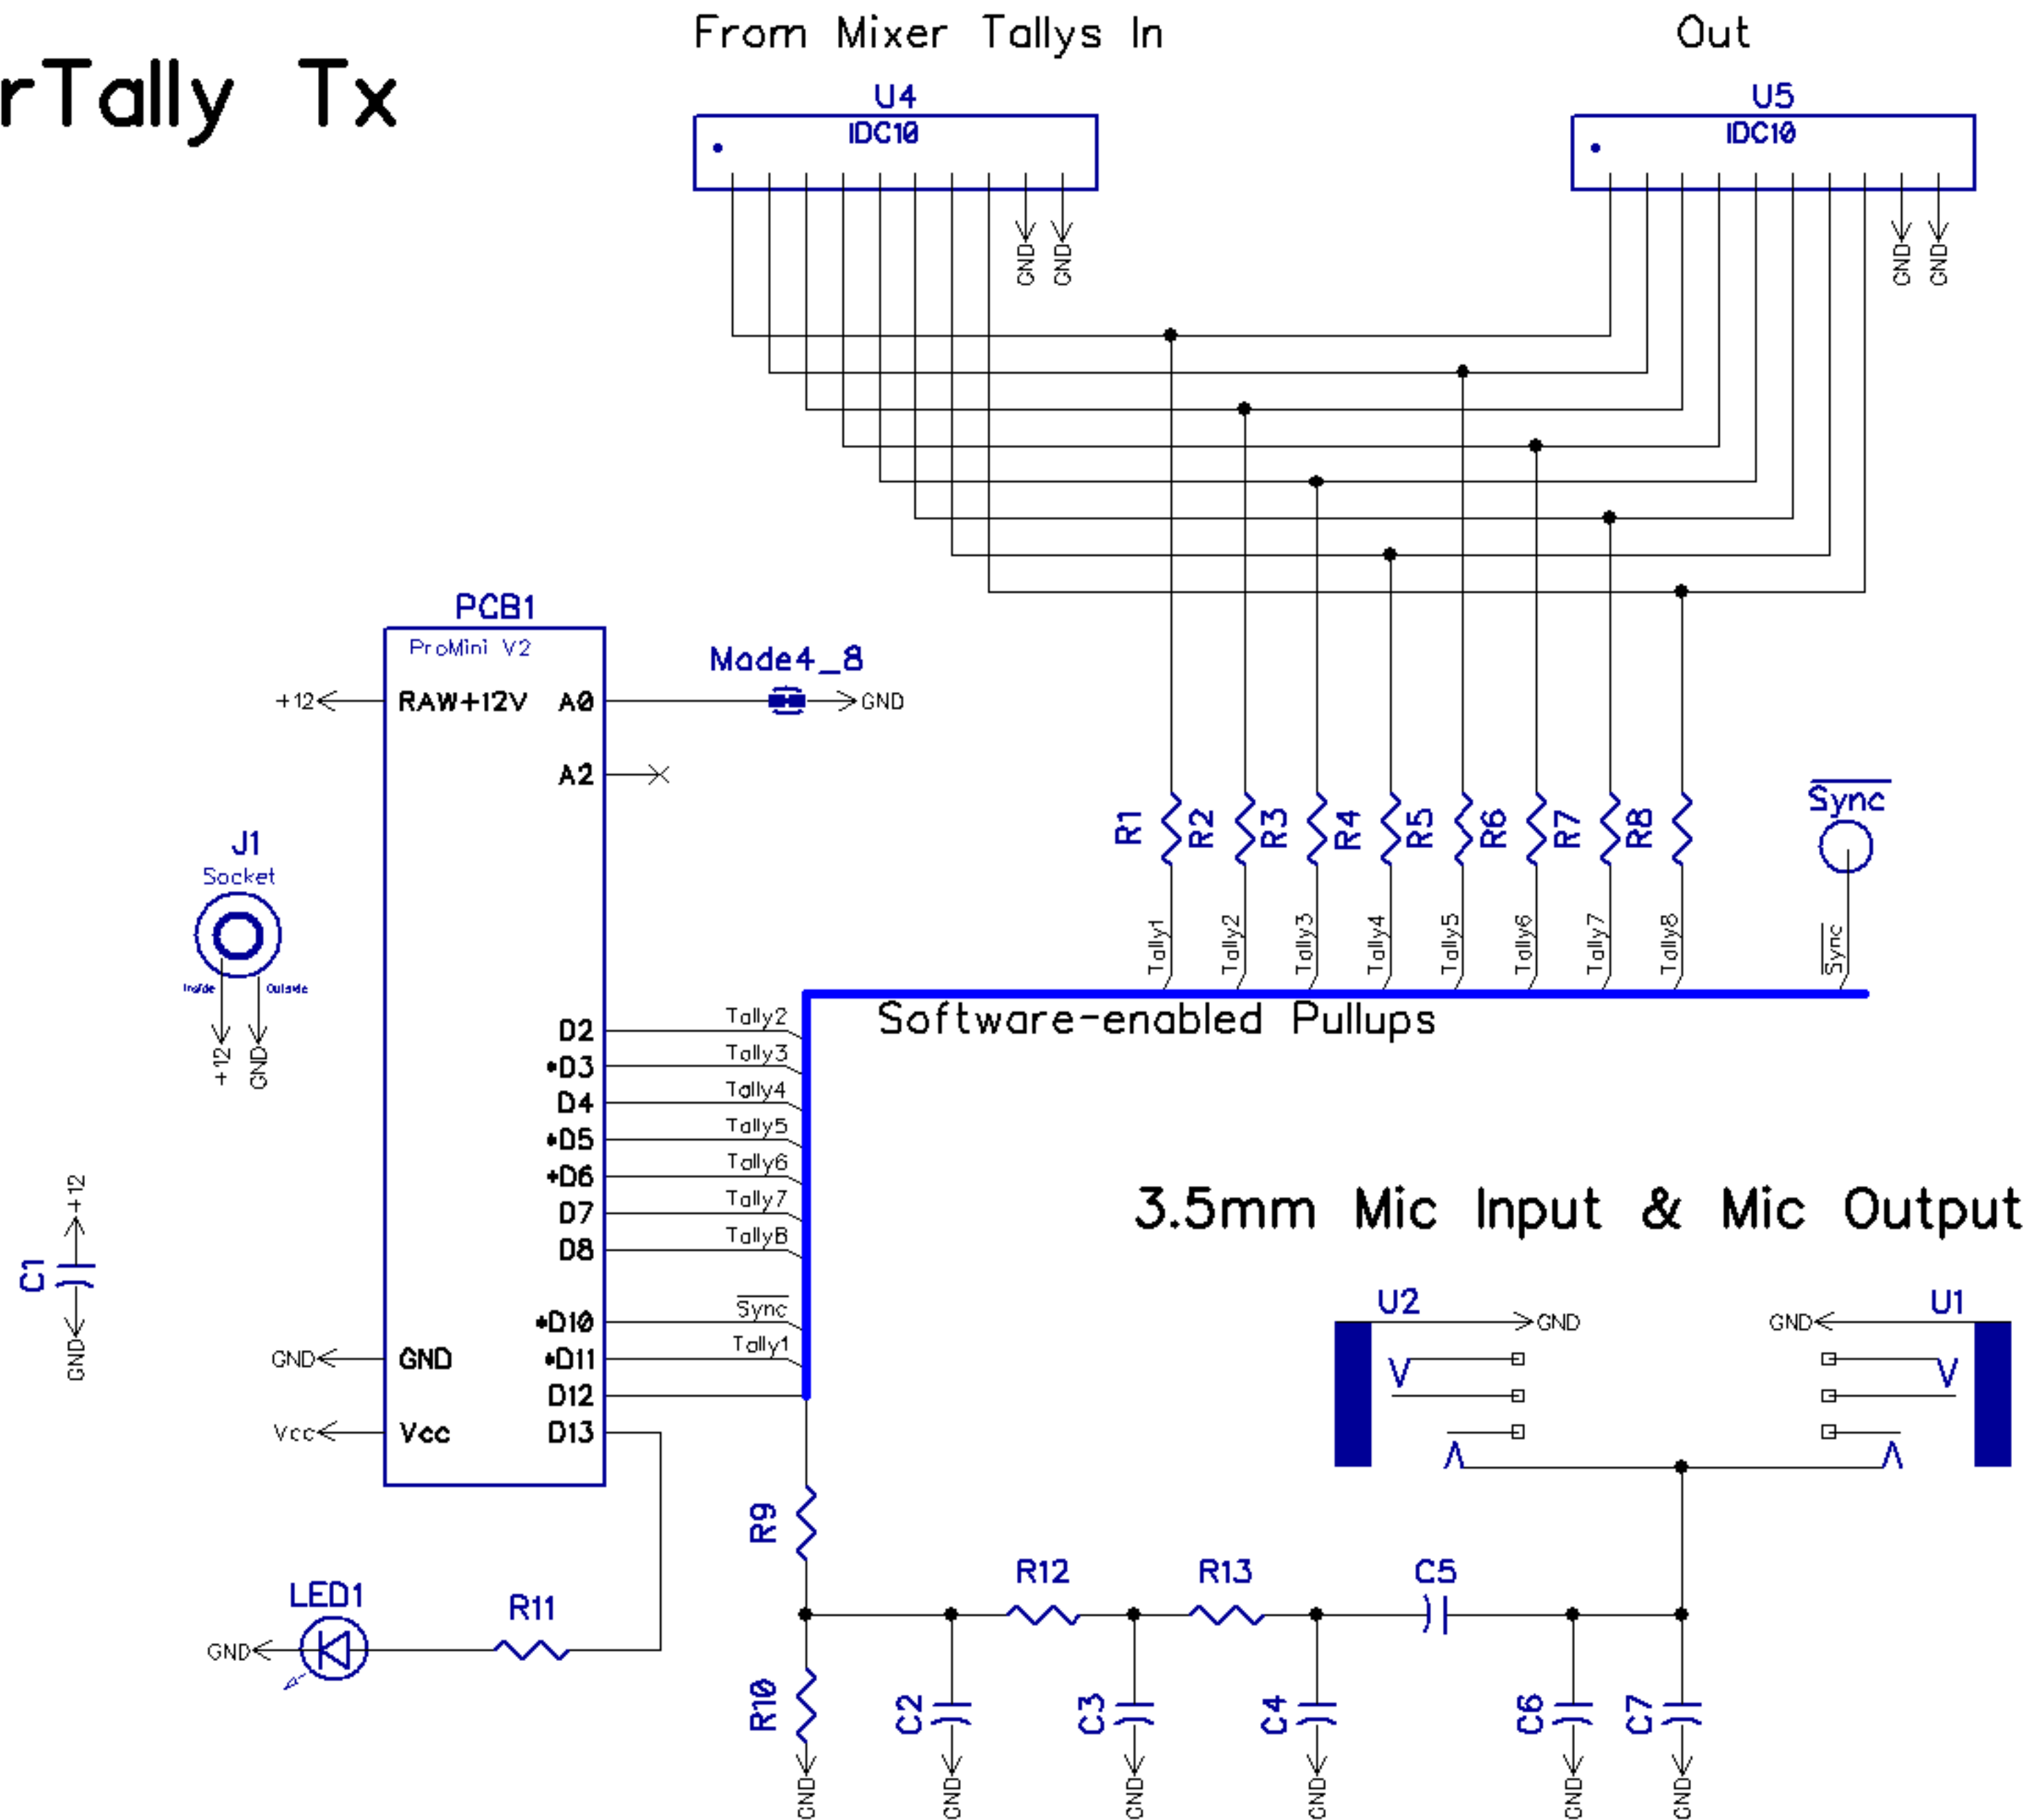 From Mixer Tallys In
Out
rTally Tx
U4
IDC10
U5
IDC10
GND
GND
GND
GND
PCB1
ProMini V2
Mode4_8
+12
RAW+12V
A0
GND
A2
Sync
J1
Socket
R1
R2
R3
R4
R5
R6
R7
R8
Tally1
Tally2
Tally3
Tally4
Tally5
Tally6
Tally7
Tally8
Sync
Inside
Outside
+12
GND
Software-enabled Pullups
D2
Tally2
*D3
Tally3
D4
Tally4
*D5
Tally5
*D6
Tally6
D7
Tally7
D8
Tally8
+12
C1
GND
3.5mm Mic Input & Mic Output
*D10
Sync
U2
GND
GND
U1
GND
GND
*D11
Tally1
D12
Vcc
Vcc
D13
R9
LED1
R11
R12
R13
C5
GND
R10
C2
C3
C4
C6
C7
GND
GND
GND
GND
GND
GND